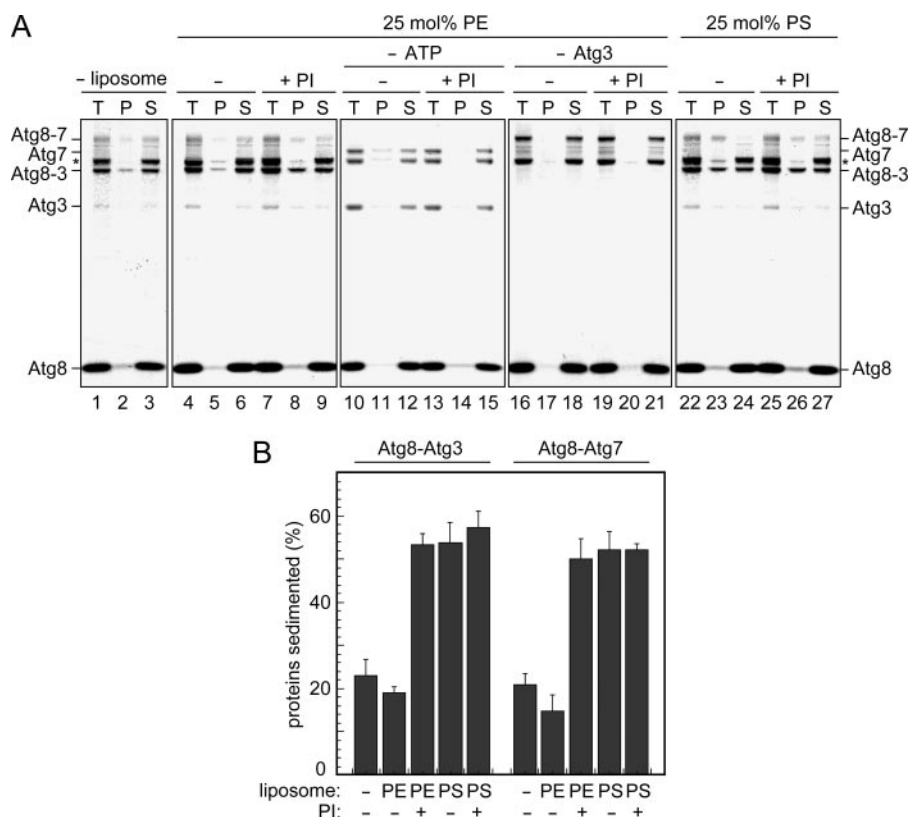 A
25 mol% PE 25 mol% PS
– ATP – Atg3
– liposome – + PI – + PI – + PI – + PI
T P S T P S T P S T P S T P S T P S T P S T P S T P S
Atg8-7 Atg8-7
Atg7 Atg7
* *
Atg8-3 Atg8-3
Atg3 Atg3
Atg8 Atg8
1 2 3 4 5 6 7 8 9 10 11 12 13 14 15 16 17 18 19 20 21 22 23 24 25 26 27
B
Atg8-Atg3 Atg8-Atg7
proteins sedimented (%)
60
40
20
0
liposome: – PE PE PS PS – PE PE PS PS
PI: – – + – + – – + – +